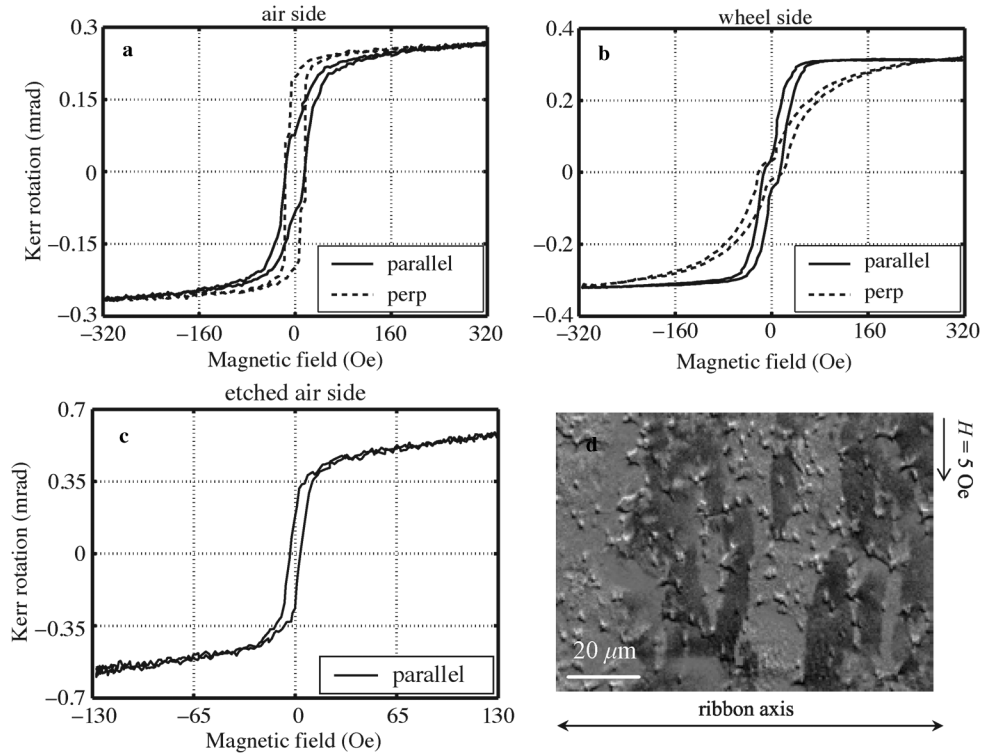 air side
a
Kerr rotation (mrad)
0.3
0.15
0
−0.15
−0.3
−320
−160
0
160
320
Magnetic field (Oe)
parallel
perp
wheel side
b
0.4
0.2
0
−0.2
−0.4
−320
−160
0
160
320
Magnetic field (Oe)
parallel
perp
etched air side
c
Kerr rotation (mrad)
0.7
0.35
0
−0.35
−0.7
−130
−65
0
65
130
Magnetic field (Oe)
parallel
d
H = 5 Oe
20 μm
ribbon axis